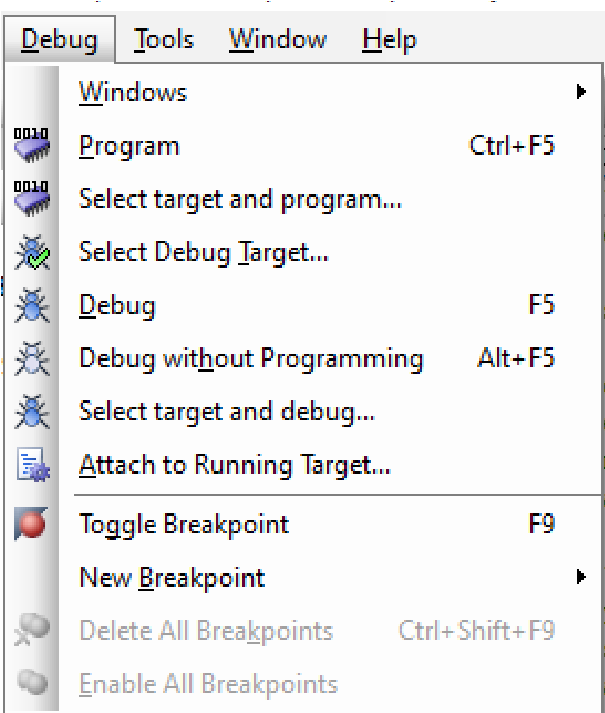 Debug Tools Window Help
Windows
0010 Program Ctrl+F5
0010 Select target and program...
Select Debug Target...
Debug F5
Debug without Programming Alt+F5
Select target and debug...
Attach to Running Target...
Toggle Breakpoint F9
New Breakpoint
Delete All Breakpoints Ctrl+Shift+F9
Enable All Breakpoints